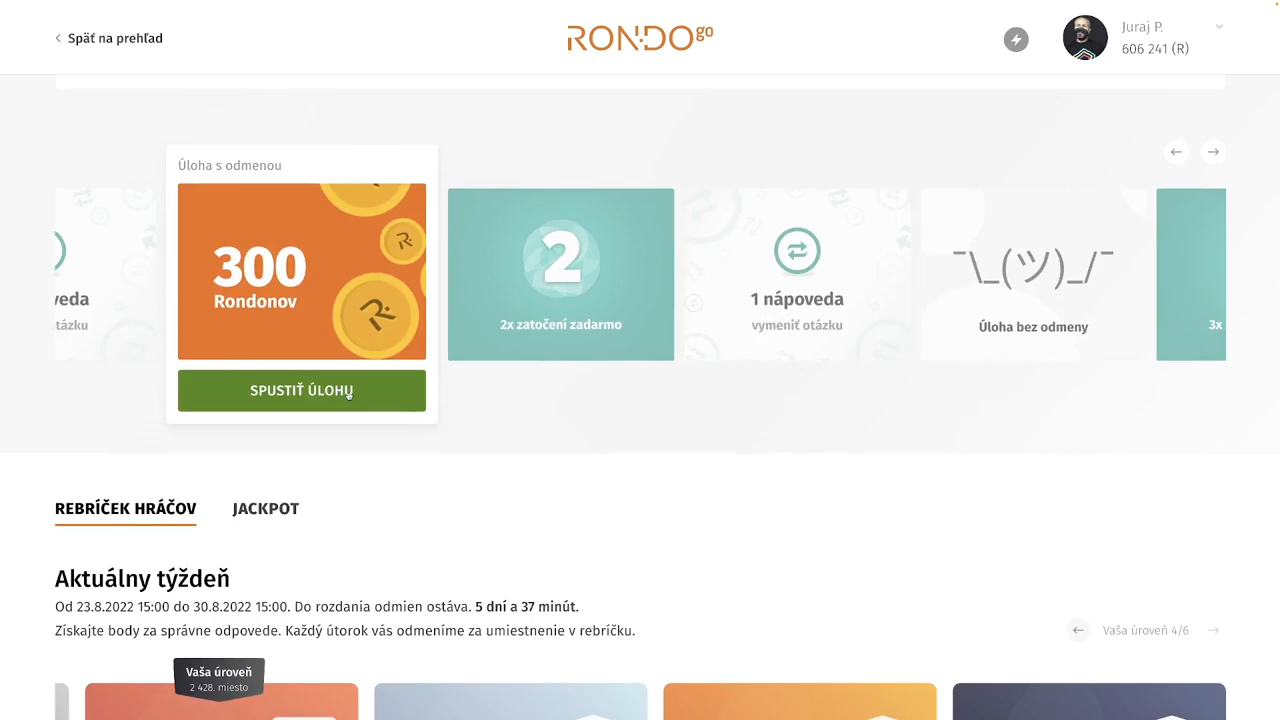 Späť na prehľad
RONDO go
Juraj P.
606 241 (R)
Úloha s odmenou
300
Rondonov
SPUSTIŤ ÚLOHU
2
2x zatočení zadarmo
1 nápoveda
vymeniť otázku
¯\_(ツ)_/¯
Úloha bez odmeny
3x
REBRÍČEK HRÁČOV
JACKPOT
Aktuálny týždeň
Od 23.8.2022 15:00 do 30.8.2022 15:00. Do rozdania odmien ostáva. 5 dní a 37 minút.
Získajte body za správne odpovede. Každý útorok vás odmeníme za umiestnenie v rebríčku.
Vaša úroveň 4/6
Vaša úroveň
2 428. miesto